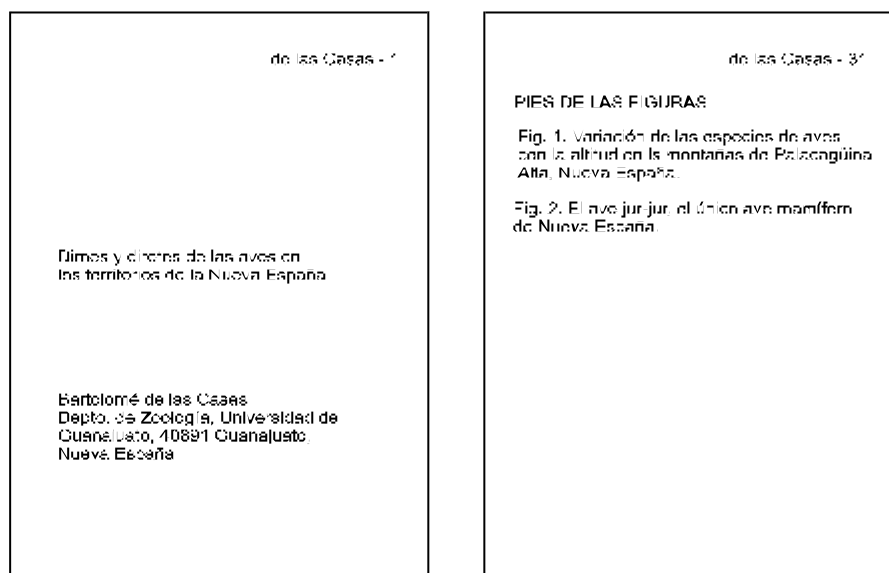 de las Casas - 1
Dimes y diretes de las aves en
los territorios de la Nueva España
Bartolomé de las Casas
Depto. de Zoología, Universidad de
Guanajuato, 40891 Guanajuato,
Nueva España
de las Casas - 31
PIES DE LAS FIGURAS
Fig. 1. Variación de las especies de aves
con la altitud en ls montañas de Palacagüina
Alta, Nueva España.
Fig. 2. El ave jur-jur, el único ave mamífero
de Nueva España.